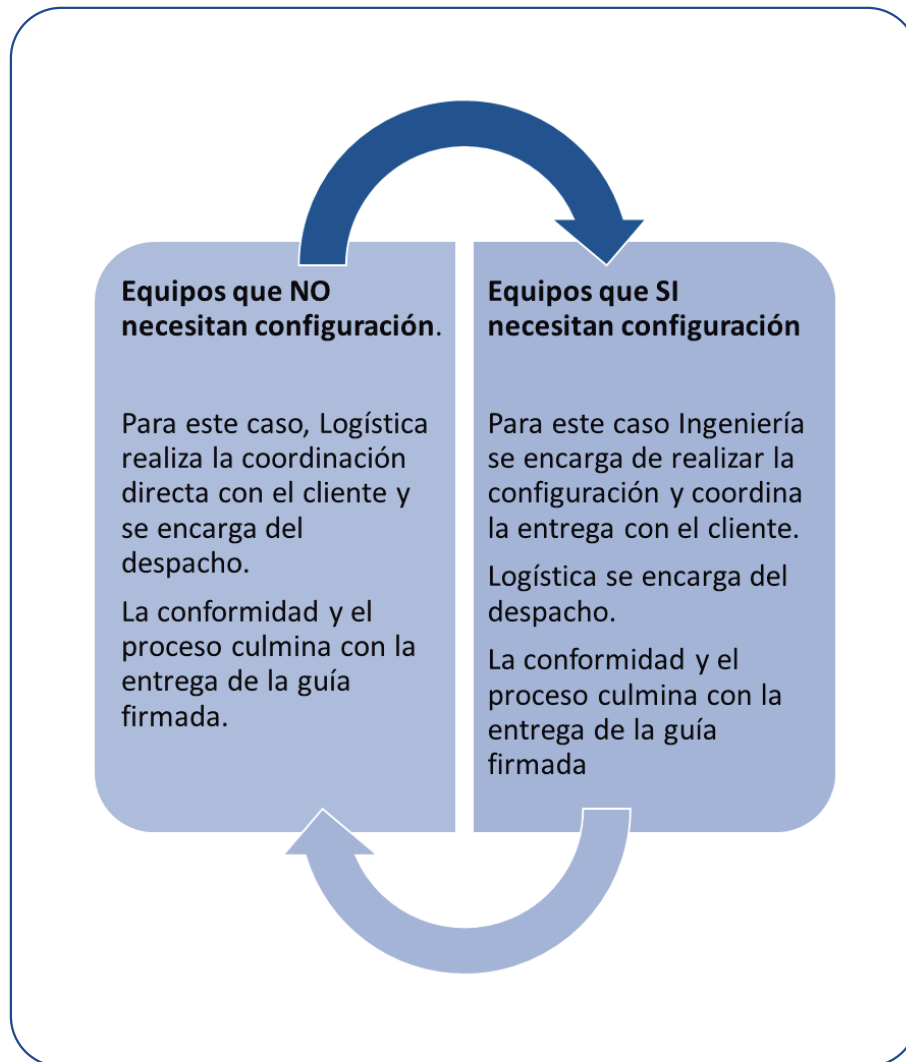 Equipos que NO
necesitan configuración.
Para este caso, Logística
realiza la coordinación
directa con el cliente y
se encarga del
despacho.
La conformidad y el
proceso culmina con la
entrega de la guía
firmada.
Equipos que SI
necesitan configuración
Para este caso Ingeniería
se encarga de realizar la
configuración y coordina
la entrega con el cliente.
Logística se encarga del
despacho.
La conformidad y el
proceso culmina con la
entrega de la guía
firmada